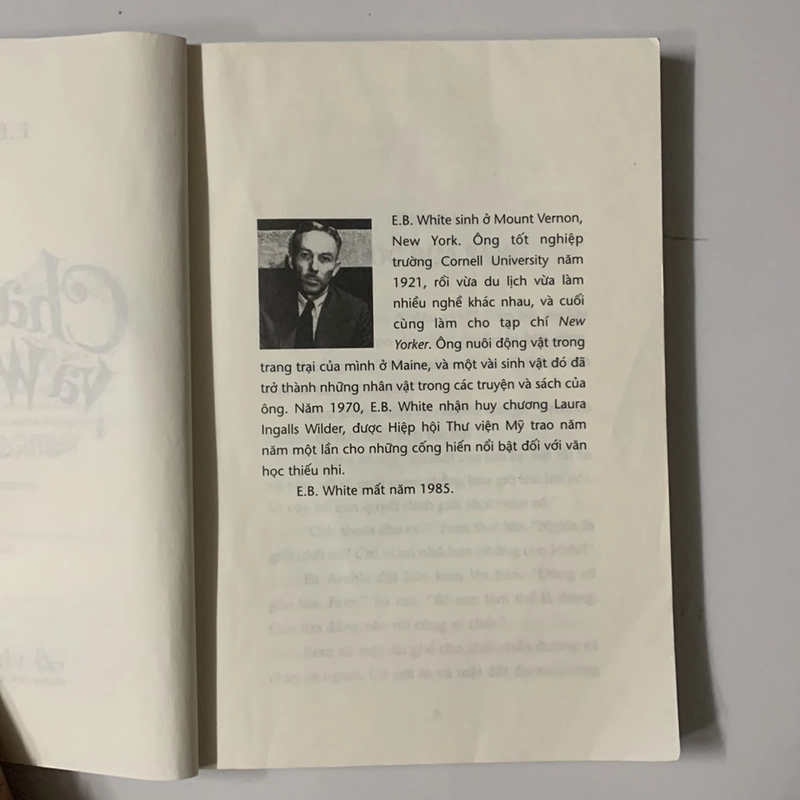 E.B. White sinh ở Mount Vernon,
New York. Ông tốt nghiệp
trường Cornell University năm
1921, rồi vừa du lịch vừa làm
nhiều nghề khác nhau, và cuối
cùng làm cho tạp chí New
Yorker. Ông nuôi động vật trong
trang trại của mình ở Maine, và một vài sinh vật đó đã
trở thành những nhân vật trong các truyện và sách của
ông. Năm 1970, E.B. White nhận huy chương Laura
Ingalls Wilder, được Hiệp hội Thư viện Mỹ trao năm
năm một lần cho những cống hiến nổi bật đối với văn
học thiếu nhi.
E.B. White mất năm 1985.